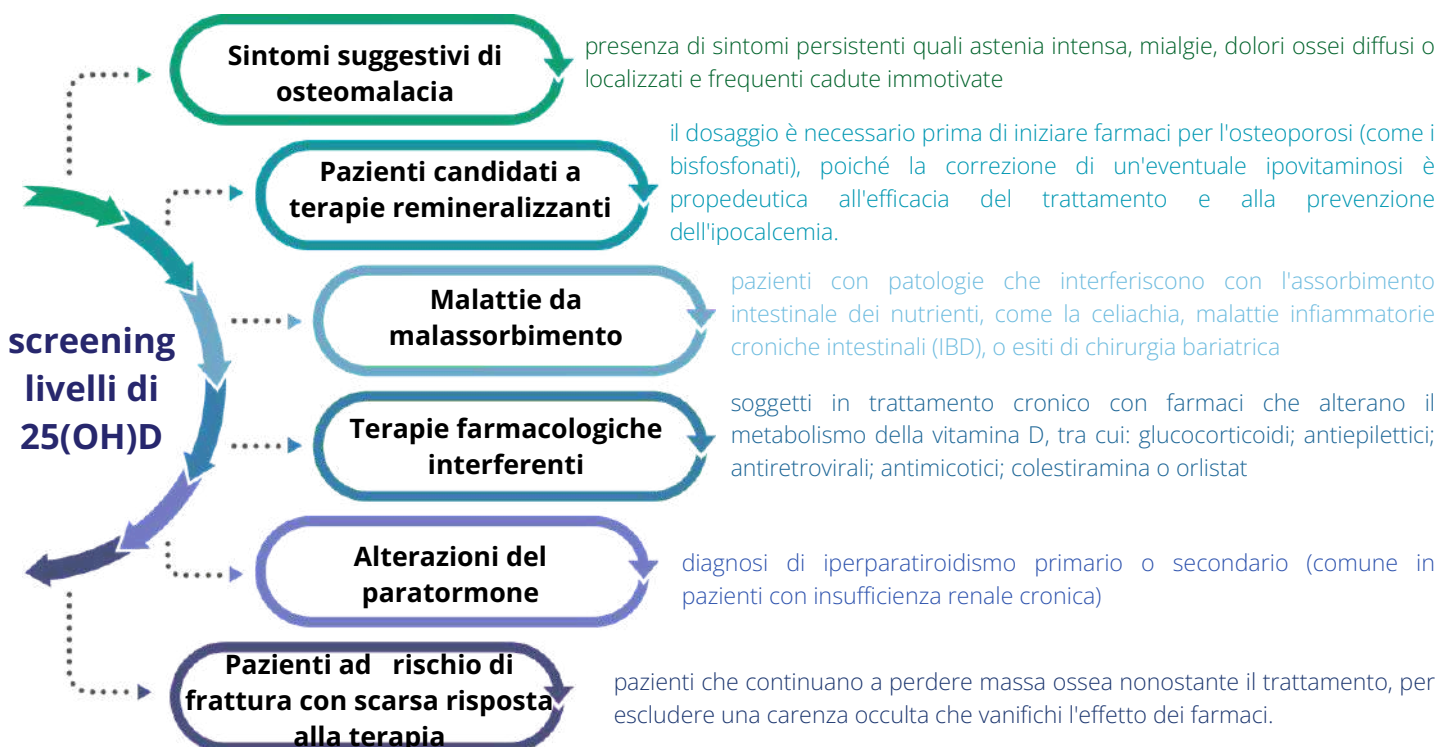 screening
livelli di
25(OH)D
Sintomi suggestivi di
osteomalacia
presenza di sintomi persistenti quali astenia intensa, mialgie, dolori ossei diffusi o
localizzati e frequenti cadute immotivate
Pazienti candidati a
terapie remineralizzanti
il dosaggio è necessario prima di iniziare farmaci per l'osteoporosi (come i
bisfosfonati), poiché la correzione di un'eventuale ipovitaminosi è
propedeutica all'efficacia del trattamento e alla prevenzione
dell'ipocalcemia.
Malattie da
malassorbimento
pazienti con patologie che interferiscono con l'assorbimento
intestinale dei nutrienti, come la celiachia, malattie infiammatorie
croniche intestinali (IBD), o esiti di chirurgia bariatrica
Terapie farmacologiche
interferenti
soggetti in trattamento cronico con farmaci che alterano il
metabolismo della vitamina D, tra cui: glucocorticoidi; antiepilettici;
antiretrovirali; antimicotici; colestiramina o orlistat
Alterazioni del
paratormone
diagnosi di iperparatiroidismo primario o secondario (comune in
pazienti con insufficienza renale cronica)
Pazienti ad rischio di
frattura con scarsa risposta
alla terapia
pazienti che continuano a perdere massa ossea nonostante il trattamento, per
escludere una carenza occulta che vanifichi l'effetto dei farmaci.